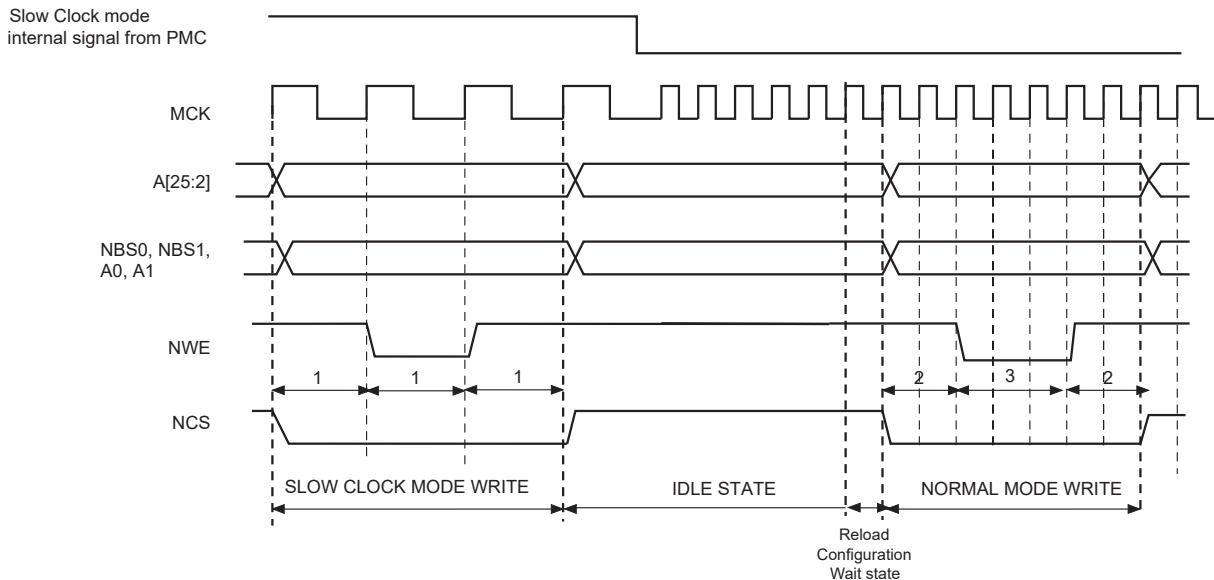 Slow Clock mode
internal signal from PMC
MCK
A[25:2]
NBS0, NBS1,
A0, A1
NWE
1 1 1 2 3 2
NCS
SLOW CLOCK MODE WRITE IDLE STATE NORMAL MODE WRITE
Reload
Configuration
Wait state